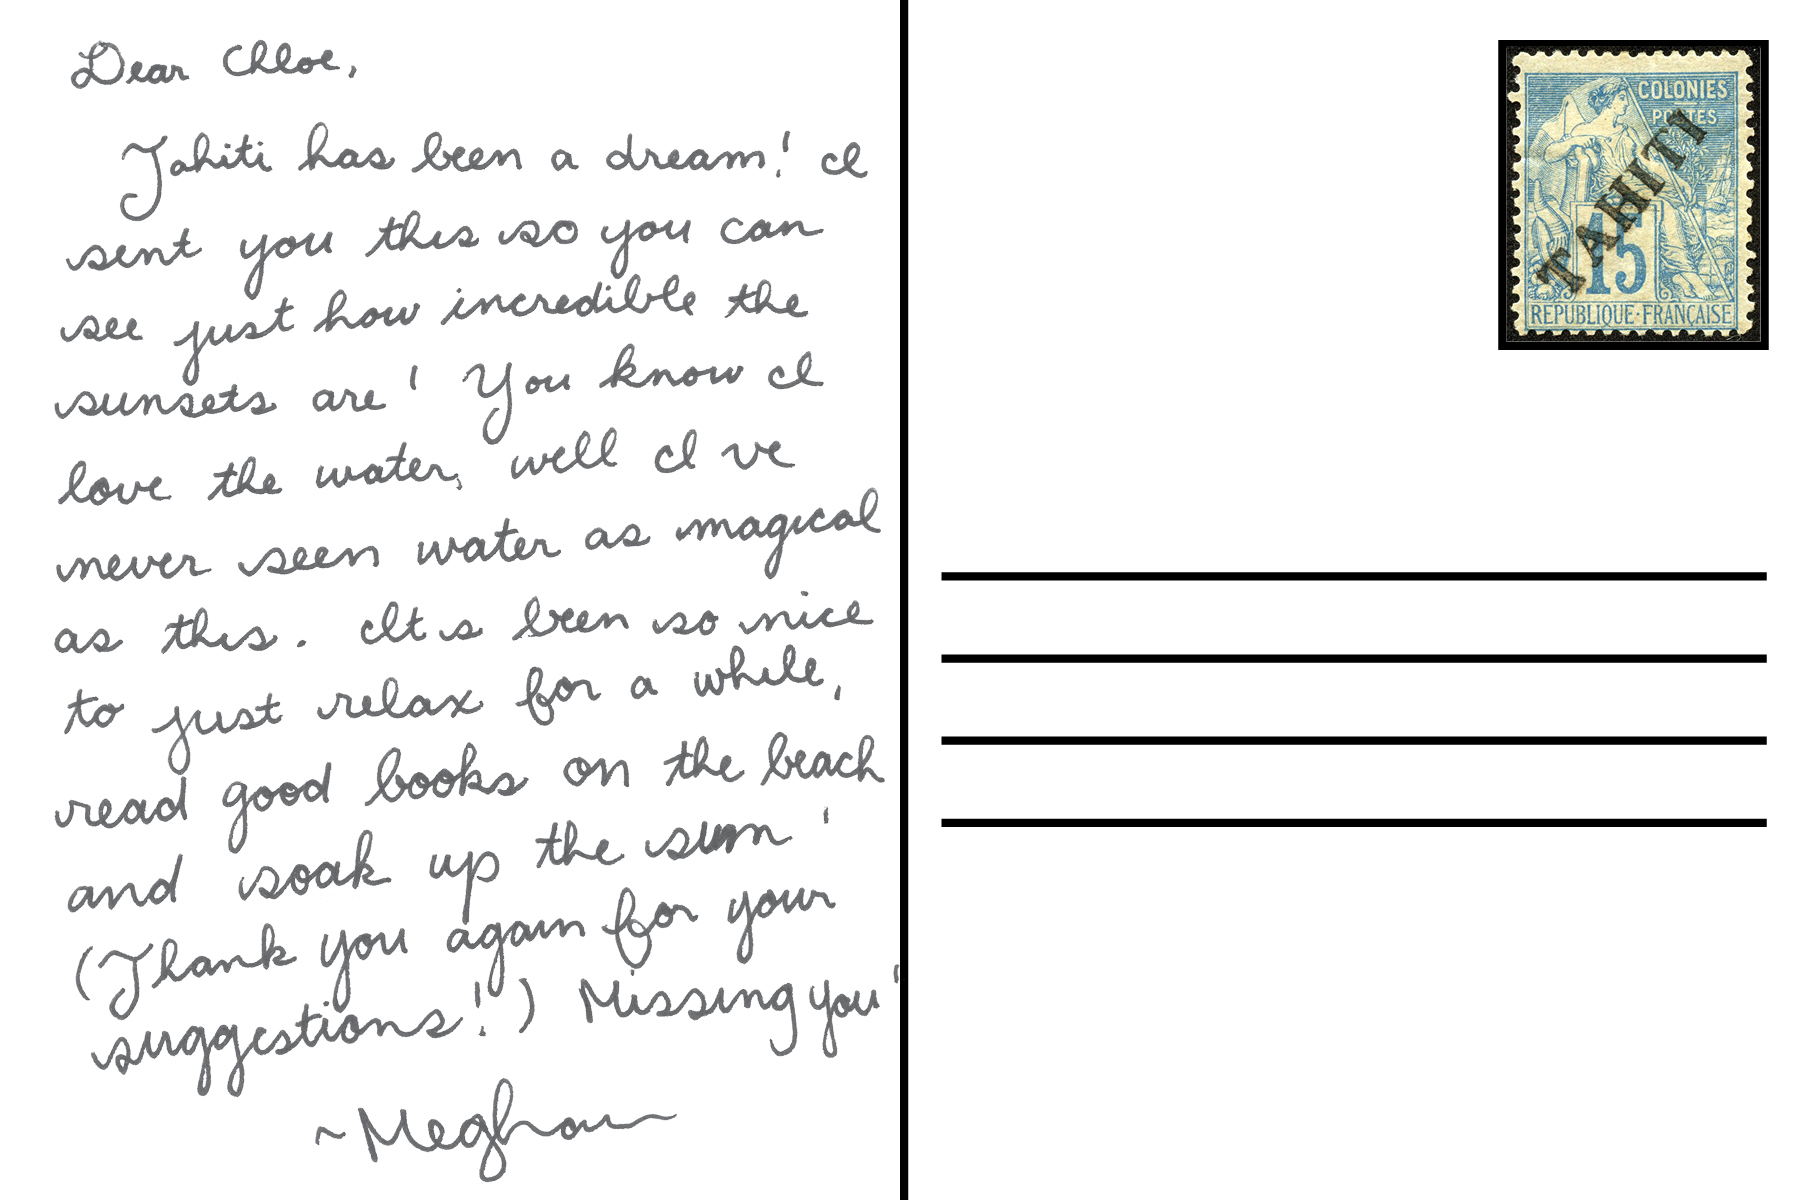 Dear Chloe,
Tahiti has been a dream! I
sent you this so you can
see just how incredible the
sunsets are! You know I
love the water, well I've
never seen water as magical
as this. It's been so nice
to just relax for a while,
read good books on the beach
and soak up the sun!
(Thank you again for your
suggestions!) Missing you!
~Meghan
COLONIES
POSTES
TAHITI
15
REPUBLIQUE·FRANÇAISE